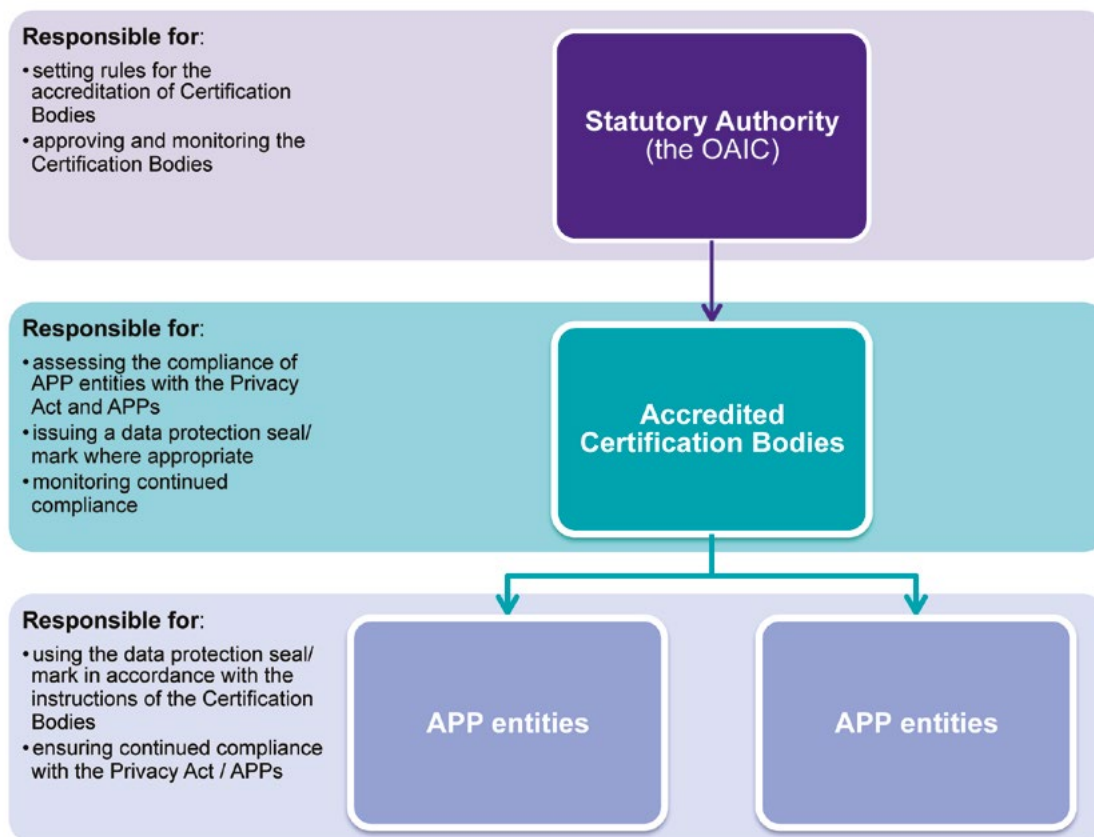 Responsible for:
•setting rules for the
accreditation of Certification
Bodies
•approving and monitoring the
Certification Bodies
Statutory Authority
(the OAIC)
Responsible for:
•assessing the compliance of
APP entities with the Privacy
Act and APPs
•issuing a data protection seal/
mark where appropriate
•monitoring continued
compliance
Accredited
Certification Bodies
Responsible for:
•using the data protection seal/
mark in accordance with the
instructions of the Certification
Bodies
•ensuring continued compliance
with the Privacy Act / APPs
APP entities
APP entities